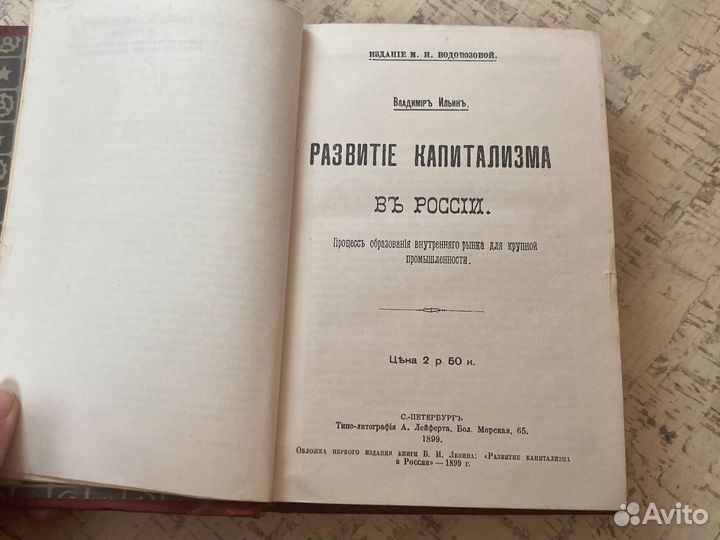 ИЗДАНІЕ М. И. ВОДОВОЗОВОЙ.
Владиміръ Ильинъ.
РАЗВИТІЕ КАПИТАЛИЗМА
ВЪ РОССІИ.
Процессъ образованія внутренняго рынка для крупной
промышленности.
Цѣна 2 р. 50 к.
С.-ПЕТЕРБУРГЪ
Типо-литографія А. Лейферта, Бол. Морская, 65.
1899.
Обложка первого издания книги В. И. Ленина: «Развитие капитализма
в России» — 1899 г.
Avito